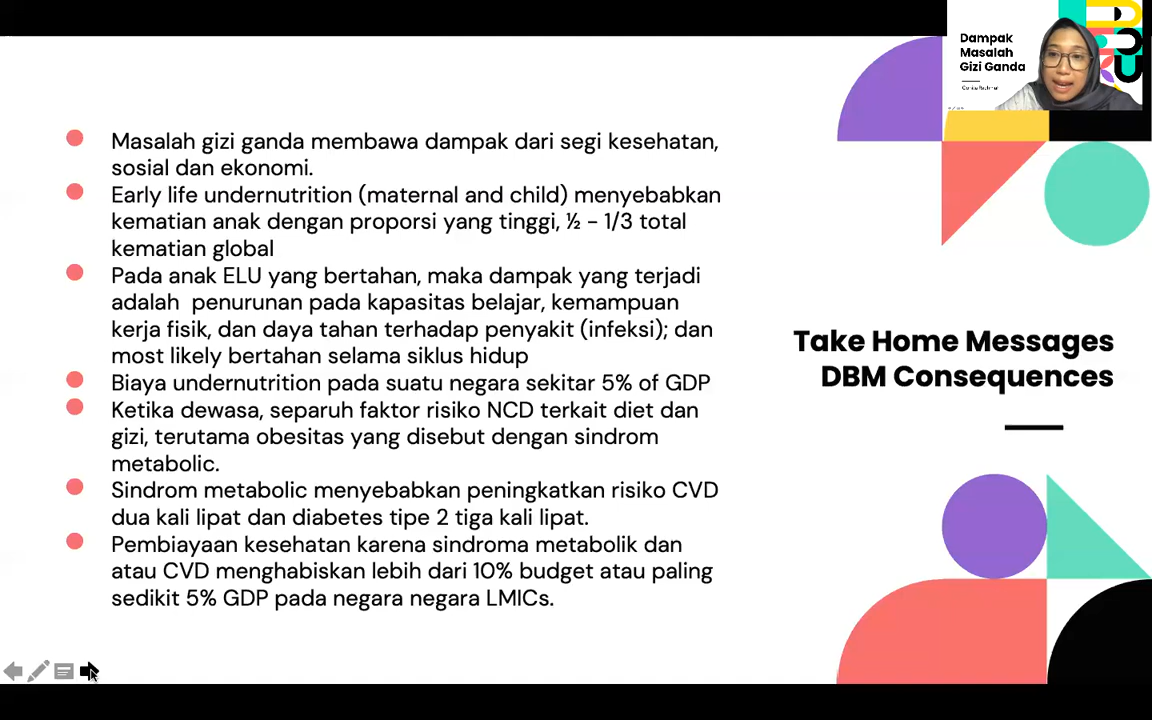 Dampak
Masalah
Gizi Ganda
Masalah gizi ganda membawa dampak dari segi kesehatan,
sosial dan ekonomi.
Early life undernutrition (maternal and child) menyebabkan
kematian anak dengan proporsi yang tinggi, ½ - 1/3 total
kematian global
Pada anak ELU yang bertahan, maka dampak yang terjadi
adalah penurunan pada kapasitas belajar, kemampuan
kerja fisik, dan daya tahan terhadap penyakit (infeksi); dan
most likely bertahan selama siklus hidup
Biaya undernutrition pada suatu negara sekitar 5% of GDP
Ketika dewasa, separuh faktor risiko NCD terkait diet dan
gizi, terutama obesitas yang disebut dengan sindrom
metabolic.
Sindrom metabolic menyebabkan peningkatkan risiko CVD
dua kali lipat dan diabetes tipe 2 tiga kali lipat.
Pembiayaan kesehatan karena sindroma metabolik dan
atau CVD menghabiskan lebih dari 10% budget atau paling
sedikit 5% GDP pada negara negara LMICs.
Take Home Messages
DBM Consequences